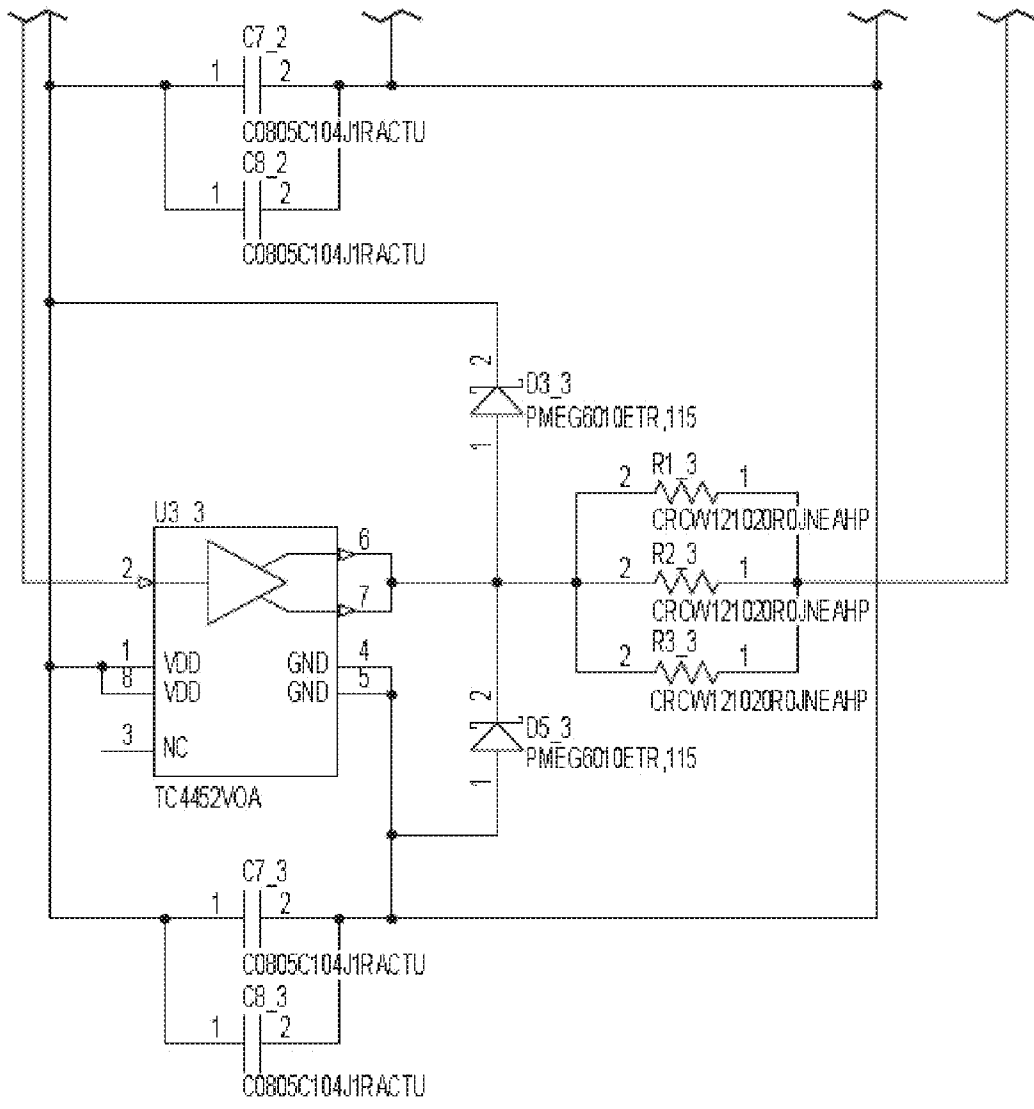 C7_2
1 2
C0805C104J1RACTU
C8_2
1 2
C0805C104J1RACTU
2
D3_3
PMEG6010ETR,115
1
R1_3
2 1
CRCW121020R0JNEAHP
U3_3
6
R2_3
2
2 1
7
CRCW121020R0JNEAHP
R3_3
1 VDD GND 4
2 1
8 VDD GND 5
CRCW121020R0JNEAHP
2
D5_3
3 NC
PMEG6010ETR,115
1
TC4452VOA
C7_3
1 2
C0805C104J1RACTU
C8_3
1 2
C0805C104J1RACTU